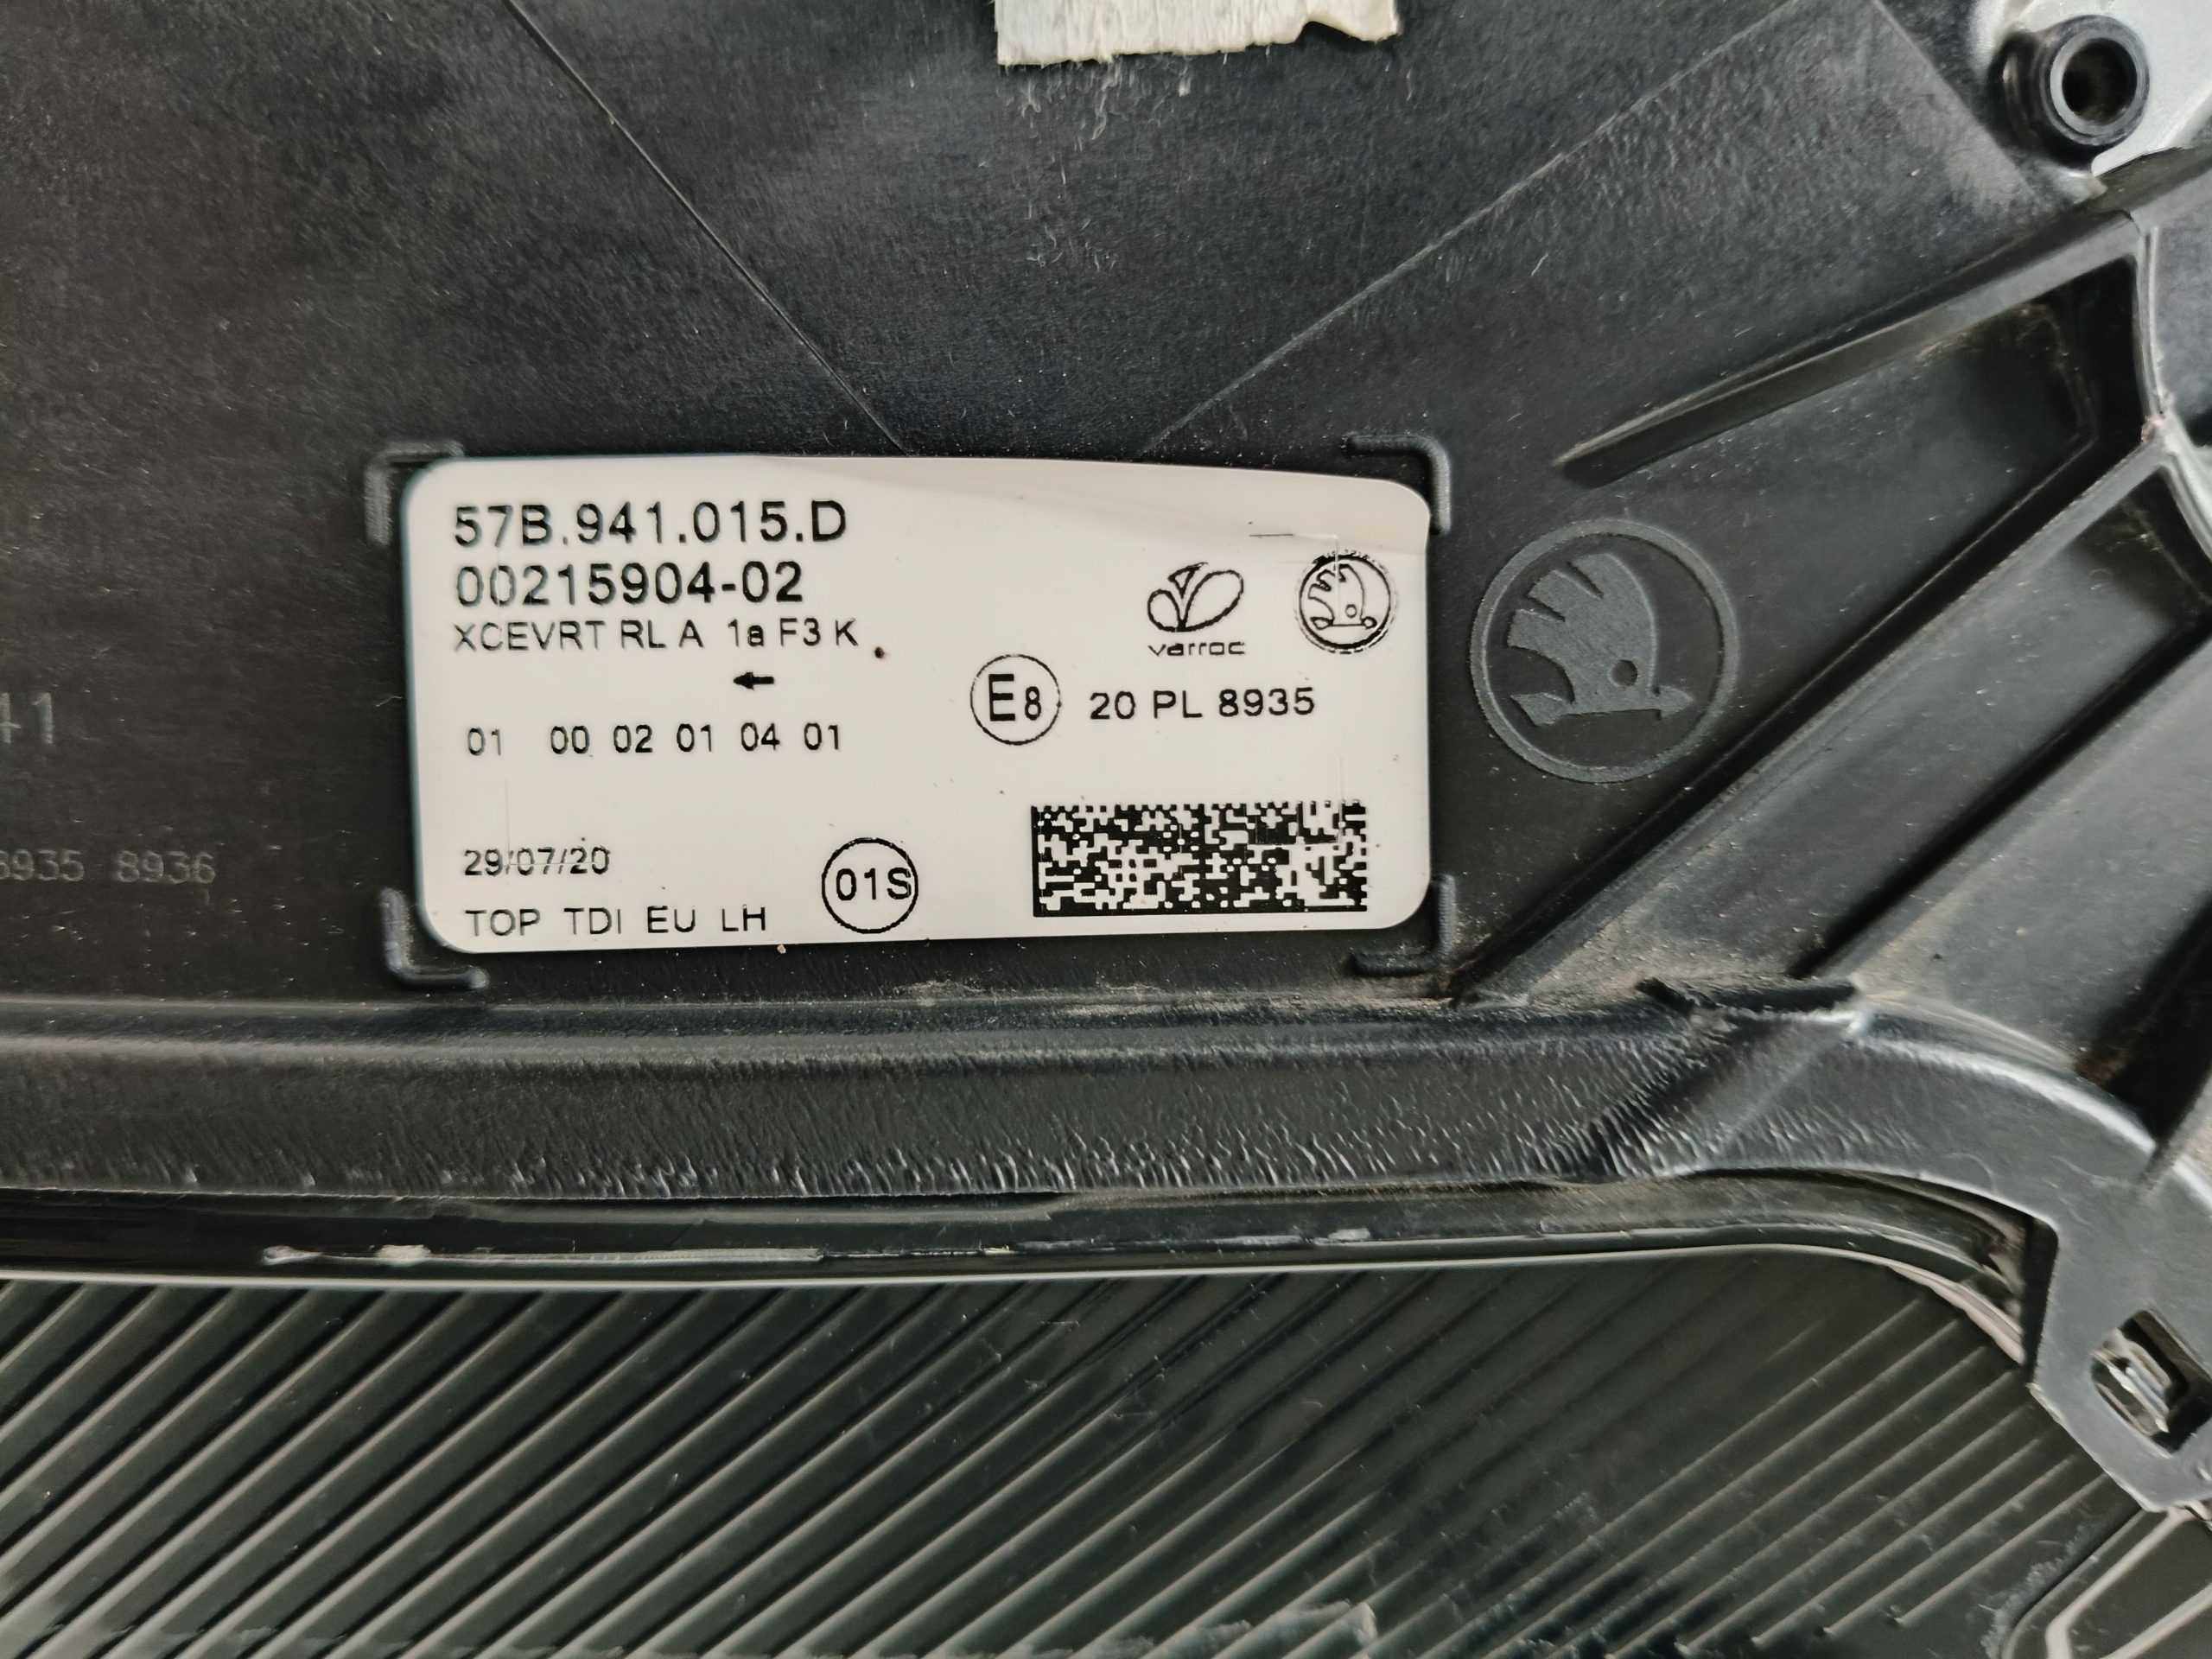 57B.941.015.D
00215904-02
XCEVRT RL A 1a F3 K
←
varroc
E8 20 PL 8935
01 00 02 01 04 01
29/07/20
TOP TDI EU LH
01S
41
8935 8936